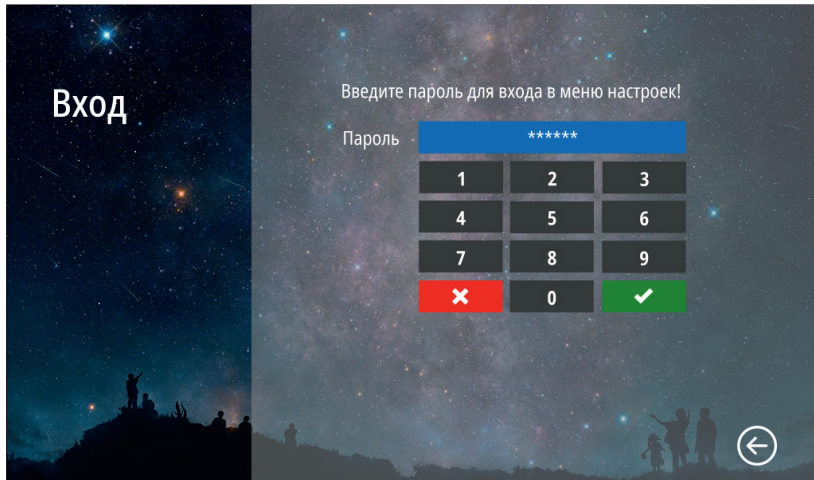 Вход
Введите пароль для входа в меню настроек!
Пароль ******
1 2 3
4 5 6
7 8 9
0